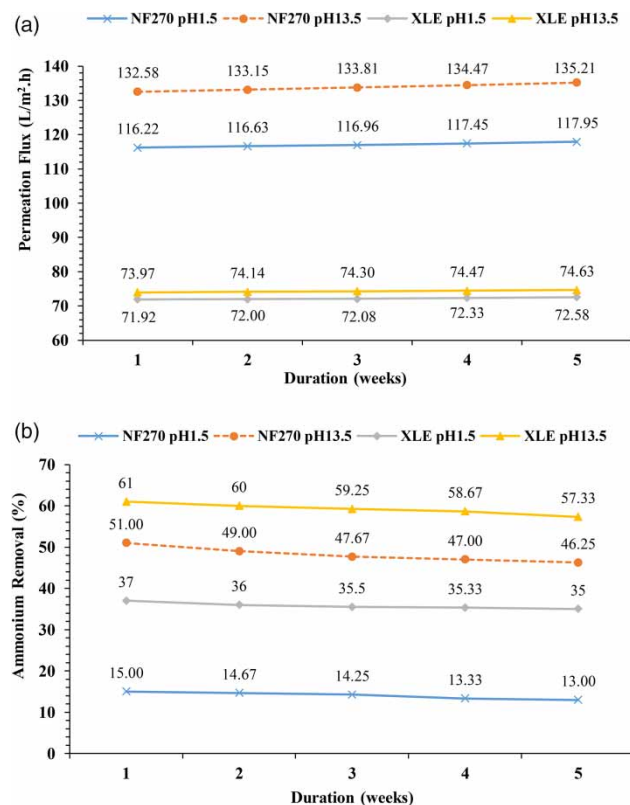 (a)
NF270 pH1.5 NF270 pH13.5 XLE pH1.5 XLE pH13.5
Permeation Flux (L/m².h)
140
130
120
110
100
90
80
70
60
132.58 133.15 133.81 134.47 135.21
116.22 116.63 116.96 117.45 117.95
73.97 74.14 74.30 74.47 74.63
71.92 72.00 72.08 72.33 72.58
1 2 3 4 5
Duration (weeks)
(b)
NF270 pH1.5 NF270 pH13.5 XLE pH1.5 XLE pH13.5
Ammonium Removal (%)
70
60
50
40
30
20
10
0
61 60 59.25 58.67 57.33
51.00 49.00 47.67 47.00 46.25
37 36 35.5 35.33 35
15.00 14.67 14.25 13.33 13.00
1 2 3 4 5
Duration (weeks)